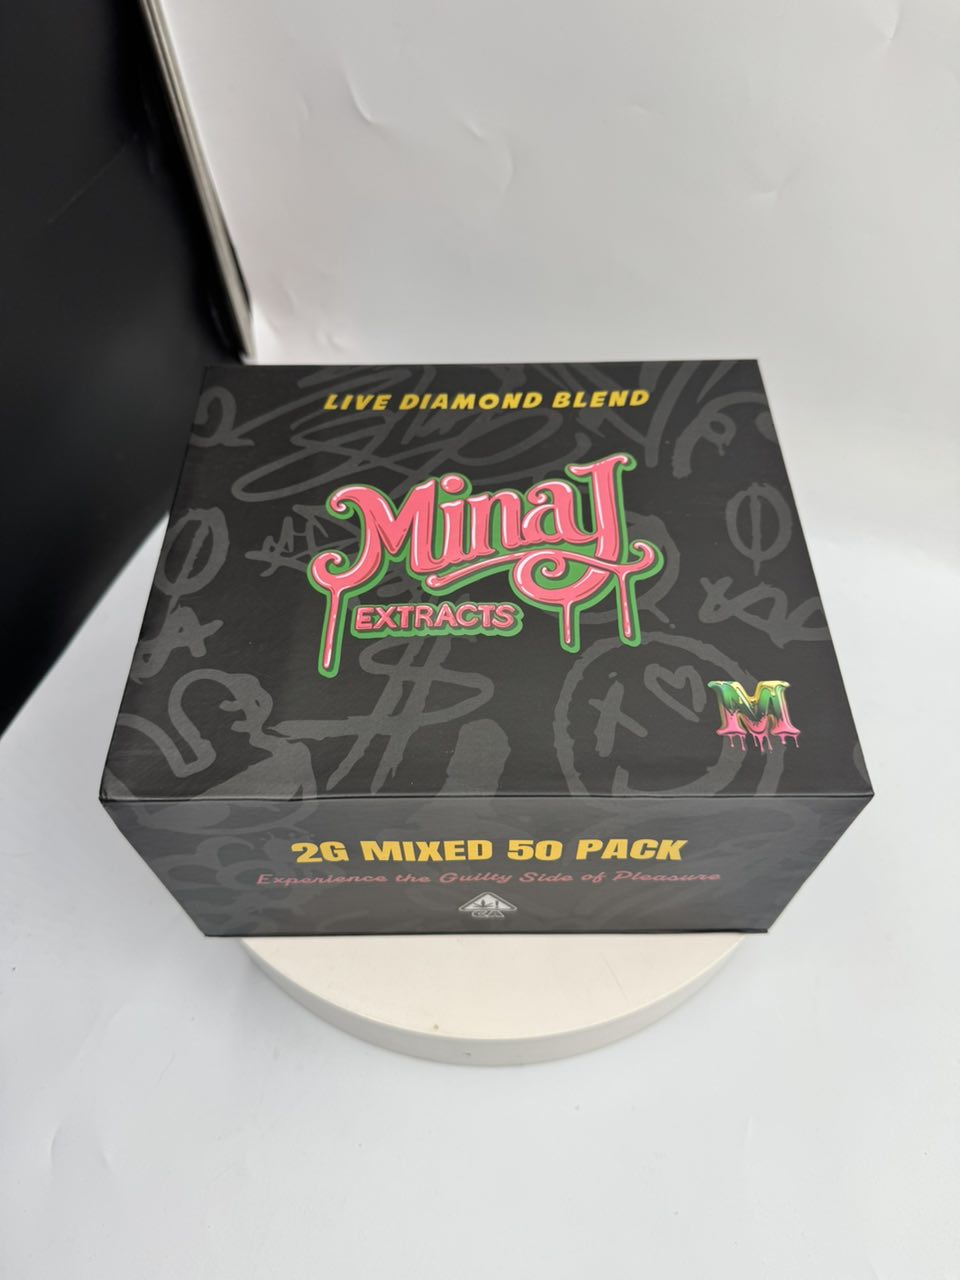 LIVE DIAMOND BLEND
Minaj
EXTRACTS
M
2G MIXED 50 PACK
Experience the Guilty Side of Pleasure
CA